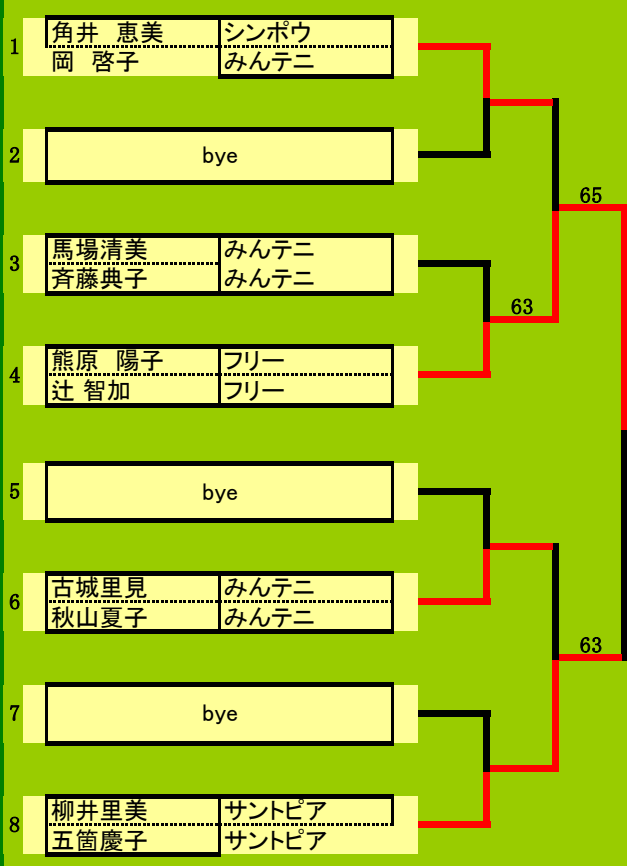 1 角井　恵美 シンポウ
岡　啓子 みんテニ
2 bye
65
3 馬場清美 みんテニ
斉藤典子 みんテニ
63
4 熊原　陽子 フリー
辻 智加 フリー
5 bye
6 古城里見 みんテニ
秋山夏子 みんテニ
63
7 bye
8 柳井里美 サントピア
五箇慶子 サントピア